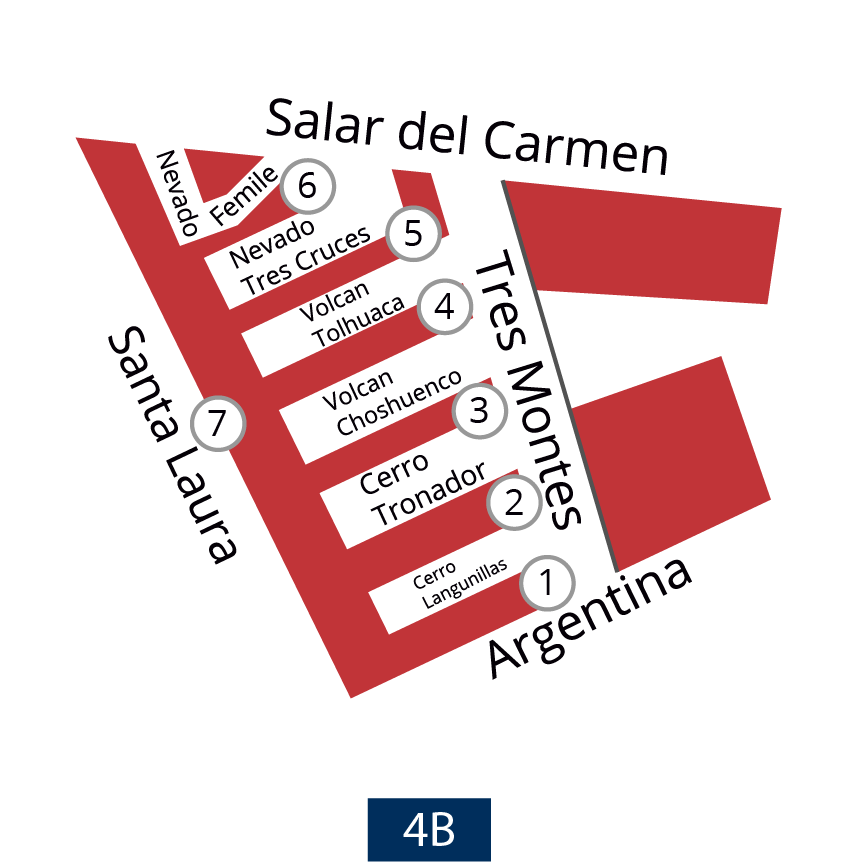 Salar del Carmen
Nevado
Femile
6
Nevado
Tres Cruces
5
Volcan
Tolhuaca
4
Tres Montes
Santa Laura
7
Volcan
Choshuenco
3
Cerro
Tronador
2
Cerro
Langunillas
1
Argentina
4B